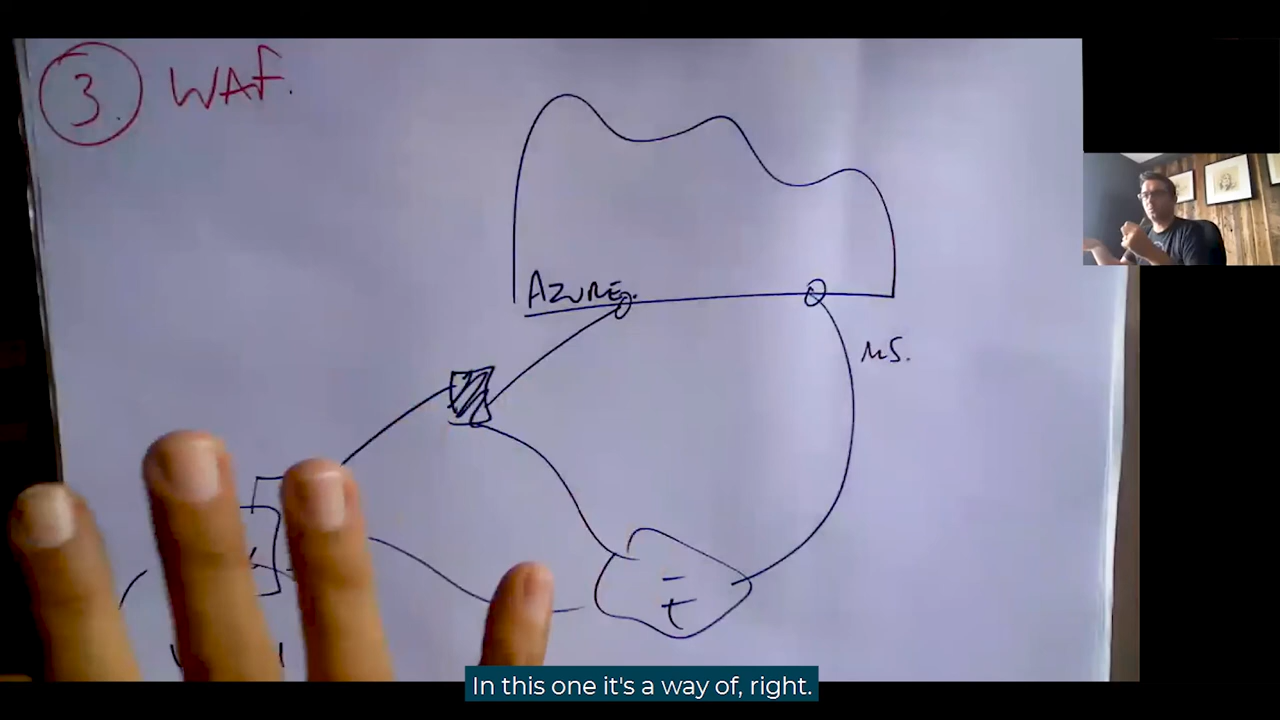 3. WAF.
AZURE.
MS.
I
In this one it's a way of, right.